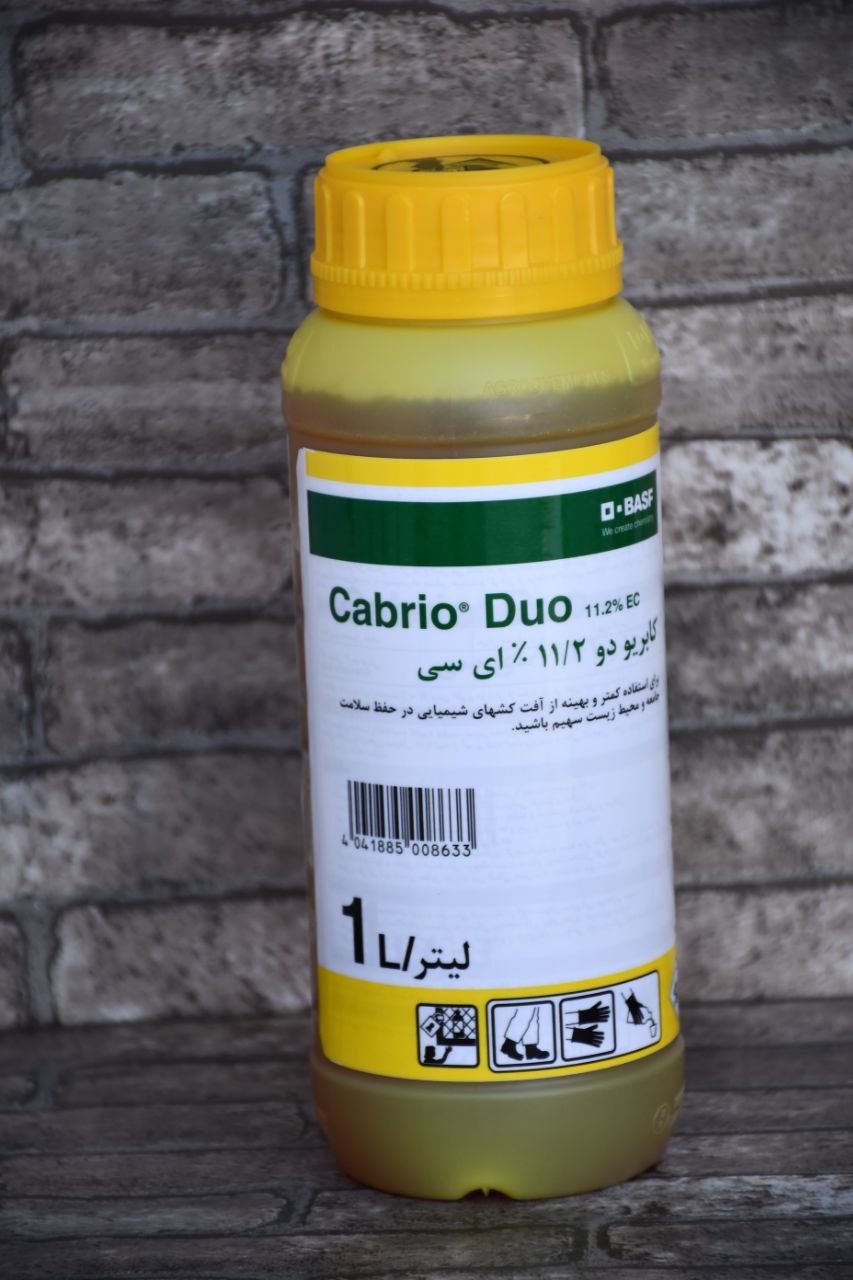 BASF
We create chemistry
Cabrio® Duo 11.2% EC
کابریو دو ۱۱/۲ ٪ ای سی
برای استفاده کمتر و بهینه از آفت کشهای شیمیایی در حفظ سلامت
جامعه و محیط زیست سهیم باشید.
4 041885 008633
1 L/لیتر